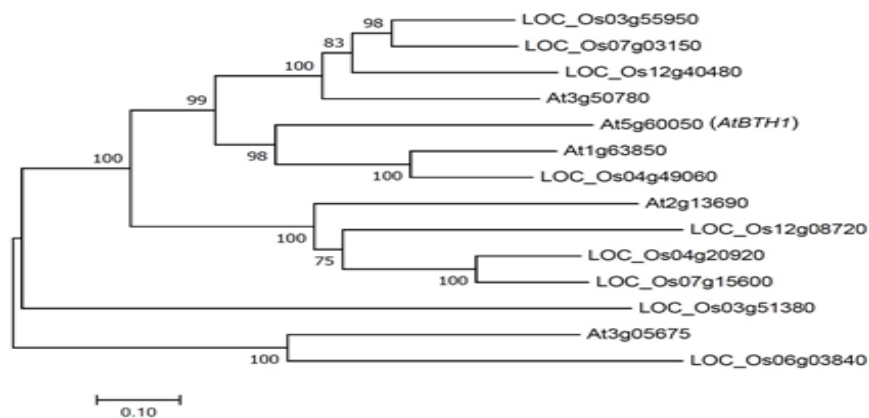 98 LOC_Os03g55950
83 LOC_Os07g03150
100 LOC_Os12g40480
99 At3g50780
At5g60050 (AtBTH1)
98 At1g63850
100 100 LOC_Os04g49060
At2g13690
100 LOC_Os12g08720
75 LOC_Os04g20920
100 LOC_Os07g15600
LOC_Os03g51380
At3g05675
100 LOC_Os06g03840
0.10